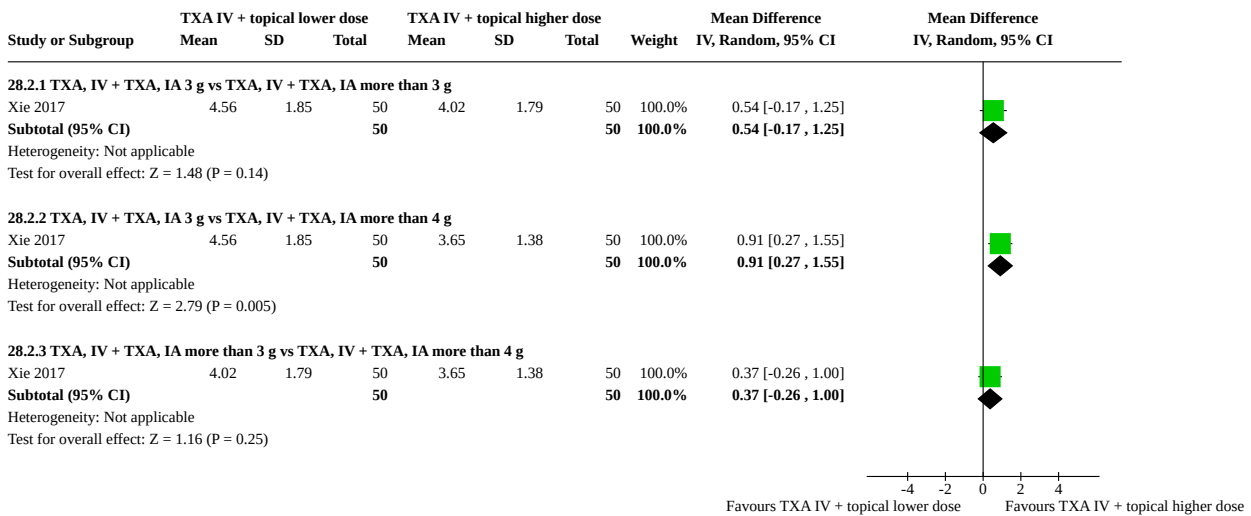 TXA IV + topical lower dose TXA IV + topical higher dose Mean Difference Mean Difference
Study or Subgroup Mean SD Total Mean SD Total Weight IV, Random, 95% CI IV, Random, 95% CI
28.2.1 TXA, IV + TXA, IA 3 g vs TXA, IV + TXA, IA more than 3 g
Xie 2017 4.56 1.85 50 4.02 1.79 50 100.0% 0.54 [-0.17 , 1.25]
Subtotal (95% CI) 50 50 100.0% 0.54 [-0.17 , 1.25]
Heterogeneity: Not applicable
Test for overall effect: Z = 1.48 (P = 0.14)
28.2.2 TXA, IV + TXA, IA 3 g vs TXA, IV + TXA, IA more than 4 g
Xie 2017 4.56 1.85 50 3.65 1.38 50 100.0% 0.91 [0.27 , 1.55]
Subtotal (95% CI) 50 50 100.0% 0.91 [0.27 , 1.55]
Heterogeneity: Not applicable
Test for overall effect: Z = 2.79 (P = 0.005)
28.2.3 TXA, IV + TXA, IA more than 3 g vs TXA, IV + TXA, IA more than 4 g
Xie 2017 4.02 1.79 50 3.65 1.38 50 100.0% 0.37 [-0.26 , 1.00]
Subtotal (95% CI) 50 50 100.0% 0.37 [-0.26 , 1.00]
Heterogeneity: Not applicable
Test for overall effect: Z = 1.16 (P = 0.25)
-4 -2 0 2 4
Favours TXA IV + topical lower dose Favours TXA IV + topical higher dose